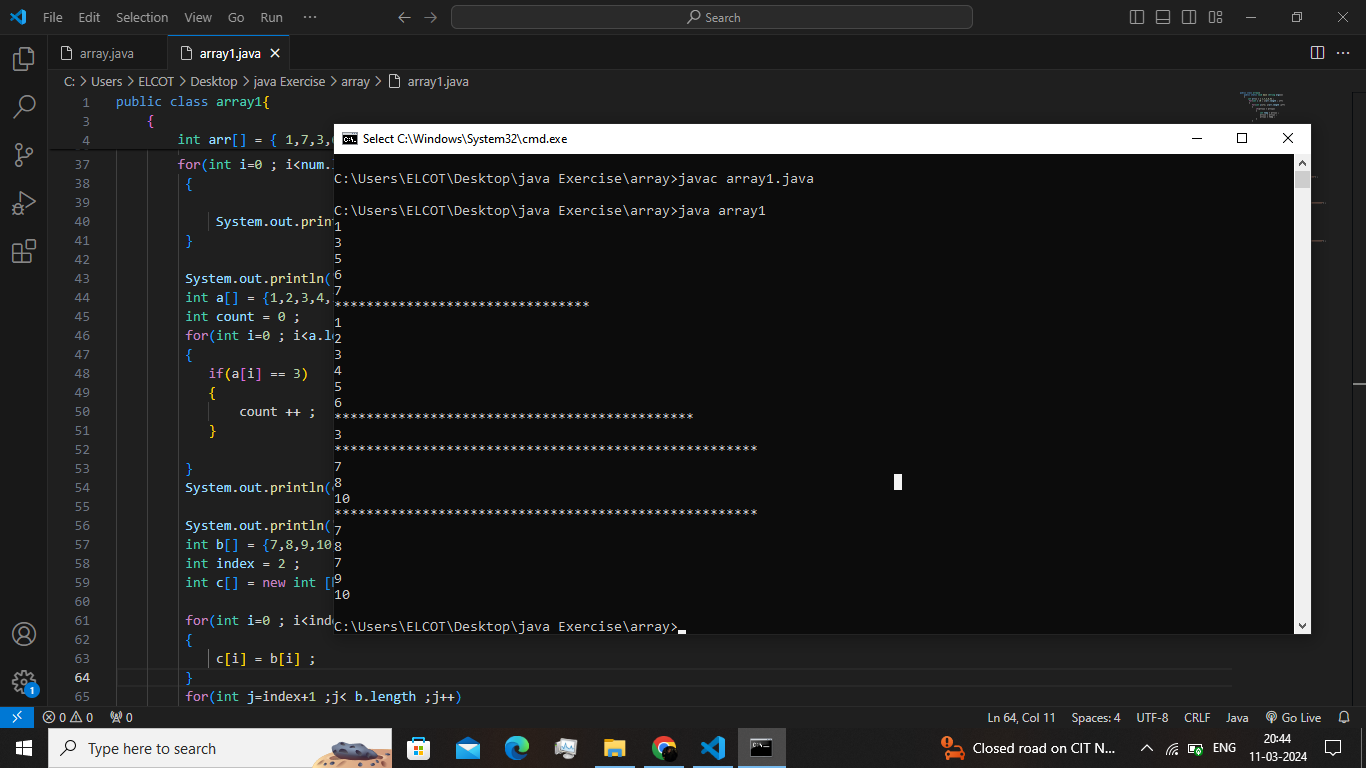 File Edit Selection View Go Run ··· Search
array.java array1.java
C: > Users > ELCOT > Desktop > java Exercise > array > array1.java
1 public class array1{
3 {
4 int arr[] = { 1,7,3,
37 for(int i=0 ; i<num.
38 {
39
40 System.out.prin
41 }
42
43 System.out.println(
44 int a[] = {1,2,3,4,
45 int count = 0 ;
46 for(int i=0 ; i<a.le
47 {
48 if(a[i] == 3)
49 {
50 count ++ ;
51 }
52
53 }
54 System.out.println(
55
56 System.out.println(
57 int b[] = {7,8,9,10
58 int index = 2 ;
59 int c[] = new int [
60
61 for(int i=0 ; i<inde
62 {
63 c[i] = b[i] ;
64 }
65 for(int j=index+1 ;j< b.length ;j++)
Select C:\Windows\System32\cmd.exe
C:\Users\ELCOT\Desktop\java Exercise\array>javac array1.java
C:\Users\ELCOT\Desktop\java Exercise\array>java array1
1
3
5
6
7
********************************
1
2
3
4
5
6
*********************************************
3
*****************************************************
7
8
10
*****************************************************
7
8
7
9
10
C:\Users\ELCOT\Desktop\java Exercise\array>
1
0 0 0 Ln 64, Col 11 Spaces: 4 UTF-8 CRLF Java Go Live
Type here to search Closed road on CIT N... ENG 20:44
11-03-2024